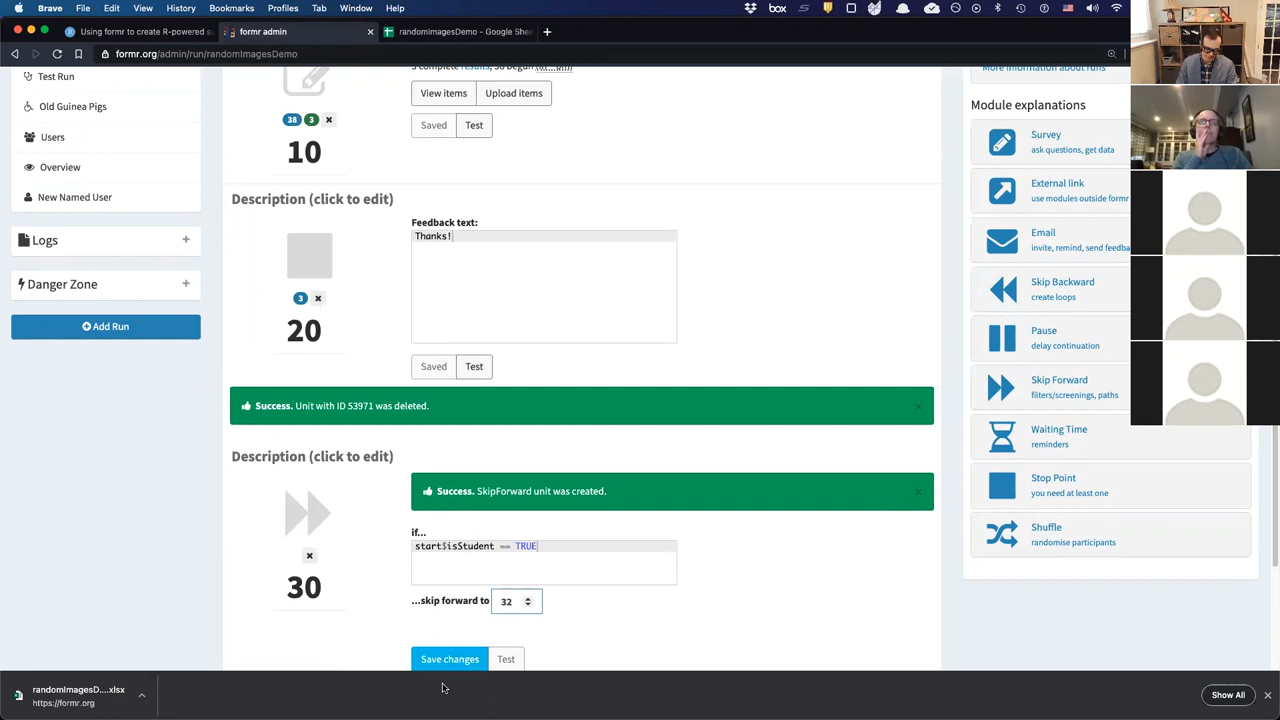 Brave Browser File Edit View History Bookmarks Profiles Tab Window Help
box
Using formr to create R-powered su
formr admin
randomImagesDemo - Google Shee
formr.org/admin/run/randomImagesDemo
Test Run
Old Guinea Pigs
Users
Overview
New Named User
Logs
Danger Zone
Add Run
View items
Upload items
Saved
Test
38
3
10
Description (click to edit)
Feedback text:
Thanks!
3
20
Saved
Test
Success. Unit with ID 53971 was deleted.
Description (click to edit)
Success. SkipForward unit was created.
if...
start$isStudent == TRUE
30
...skip forward to 32
Save changes
Test
More information about runs
Module explanations
Survey
ask questions, get data
External link
use modules outside formr
Email
invite, remind, send feedba
Skip Backward
create loops
Pause
delay continuation
Skip Forward
filters/screenings, paths
Waiting Time
reminders
Stop Point
you need at least one
Shuffle
randomise participants
randomImagesD....xlsx
https://formr.org
Show All